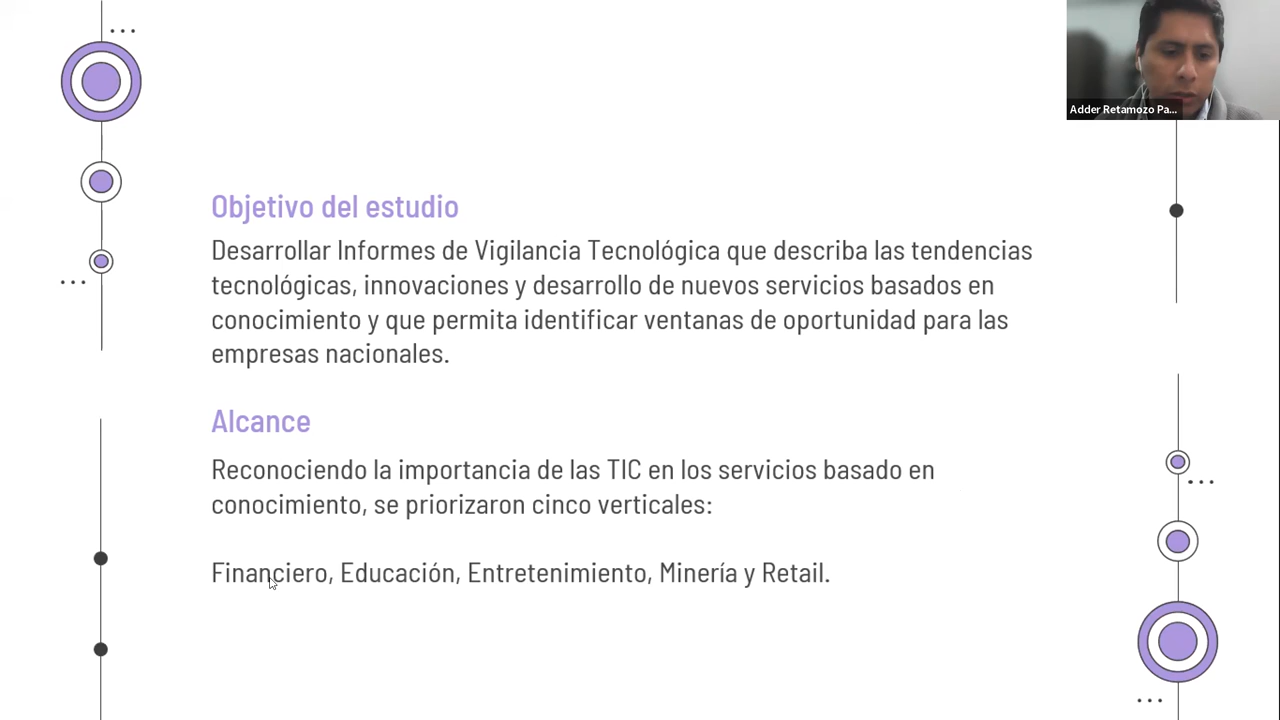 Adder Retamozo Pa...
Objetivo del estudio
Desarrollar Informes de Vigilancia Tecnológica que describa las tendencias
tecnológicas, innovaciones y desarrollo de nuevos servicios basados en
conocimiento y que permita identificar ventanas de oportunidad para las
empresas nacionales.
Alcance
Reconociendo la importancia de las TIC en los servicios basado en
conocimiento, se priorizaron cinco verticales:
Financiero, Educación, Entretenimiento, Minería y Retail.